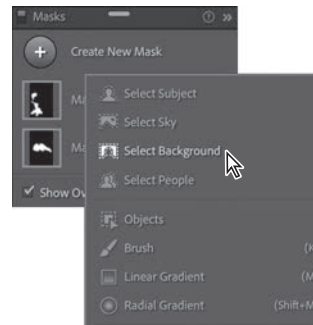 Masks
Create New Mask
Ma
Ma
Show Ov
Select Subject
Select Sky
Select Background
Select People
Objects
Brush (K
Linear Gradient (M
Radial Gradient (Shift+M